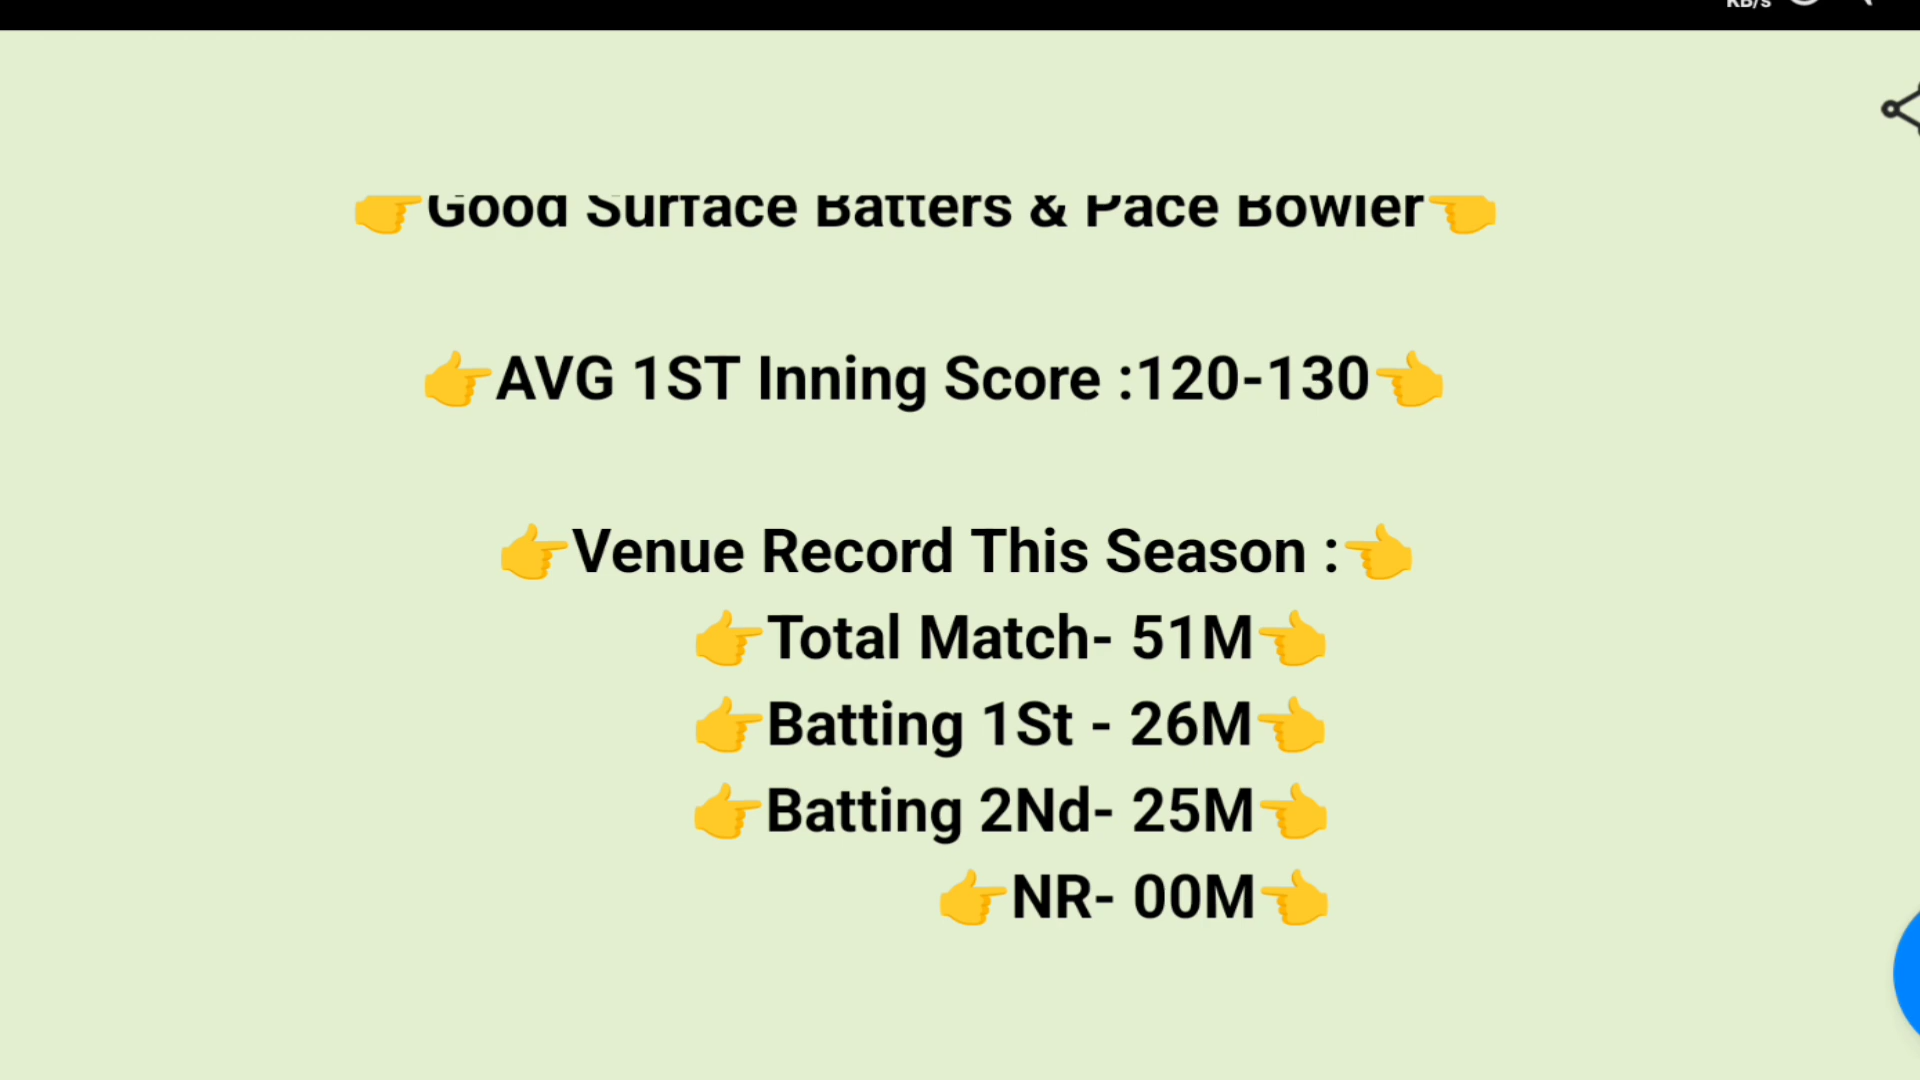 KB/s
👉Good Surface Batters & Pace Bowler👈
👉AVG 1ST Inning Score :120-130👈
👉Venue Record This Season :👈
👉Total Match- 51M👈
👉Batting 1St - 26M👈
👉Batting 2Nd- 25M👈
👉NR- 00M👈